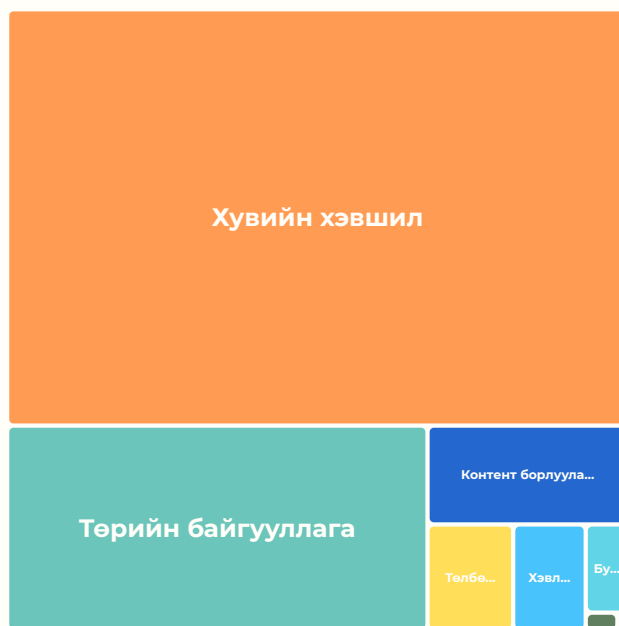 Хувийн хэвшил
Төрийн байгууллага
Контент борлуула...
Төлбө...
Хэвл...
Бу...